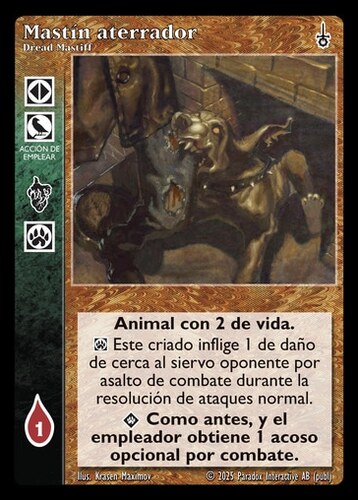 Mastín aterrador
Dread Mastiff
ACCIÓN DE
EMPLEAR
Animal con 2 de vida.
Este criado inflige 1 de daño
de cerca al siervo oponente por
asalto de combate durante la
resolución de ataques normal.
Como antes, y el
empleador obtiene 1 acoso
opcional por combate.
1
Ilus. Krasen Maximov © 2025 Paradox Interactive AB (publ)